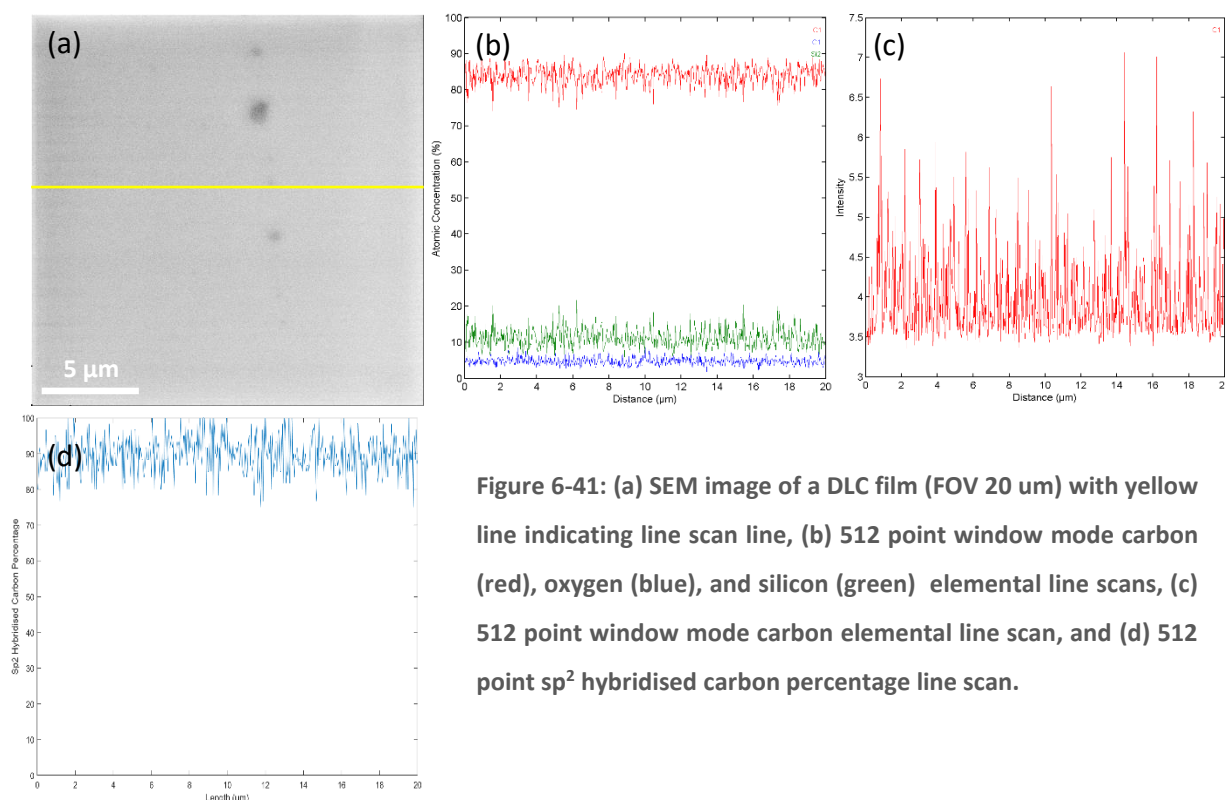 (a)
5 µm
(b)
C1
C1
Si2
100
90
80
70
60
50
40
30
20
10
0
Atomic Concentration (%)
0 2 4 6 8 10 12 14 16 18 20
Distance (µm)
(c)
C1
7.5
7
6.5
6
5.5
5
4.5
4
3.5
3
Intensity
0 2 4 6 8 10 12 14 16 18 20
Distance (µm)
(d)
100
90
80
70
60
50
40
30
20
10
0
Sp2 Hybridised Carbon Percentage
0 2 4 6 8 10 12 14 16 18 20
Length (µm)
Figure 6-41: (a) SEM image of a DLC film (FOV 20 um) with yellow
line indicating line scan line, (b) 512 point window mode carbon
(red), oxygen (blue), and silicon (green) elemental line scans, (c)
512 point window mode carbon elemental line scan, and (d) 512
point sp² hybridised carbon percentage line scan.